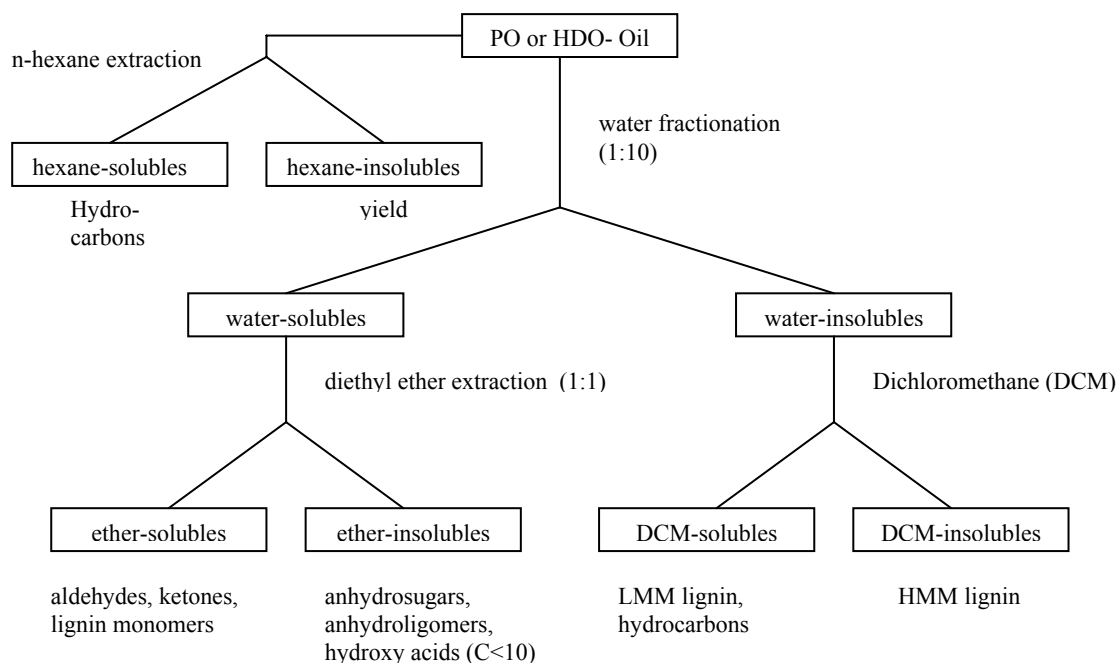 PO or HDO- Oil
n-hexane extraction
water fractionation
(1:10)
hexane-solubles
hexane-insolubles
Hydro-
carbons
yield
water-solubles
water-insolubles
diethyl ether extraction (1:1)
Dichloromethane (DCM)
ether-solubles
ether-insolubles
DCM-solubles
DCM-insolubles
aldehydes, ketones,
lignin monomers
anhydrosugars,
anhydroligomers,
hydroxy acids (C<10)
LMM lignin,
hydrocarbons
HMM lignin